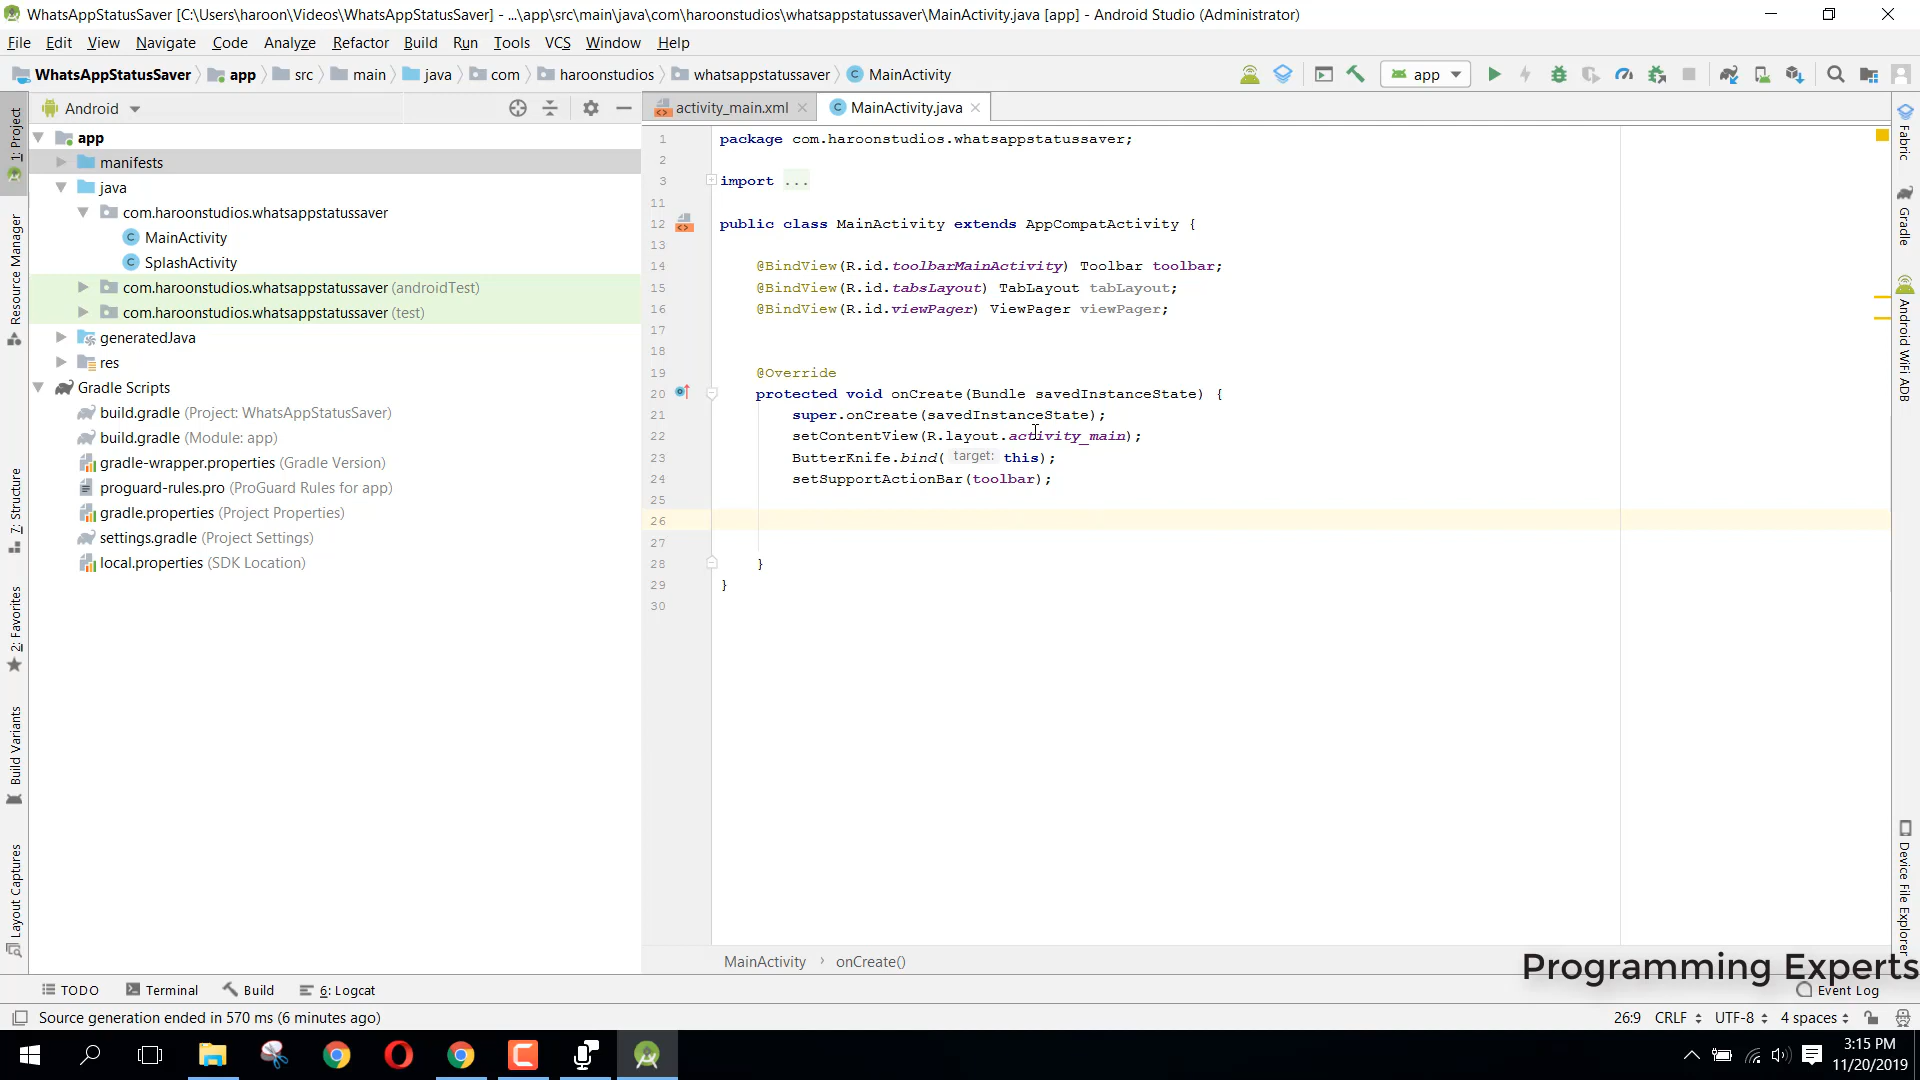 WhatsAppStatusSaver [C:\Users\haroon\Videos\WhatsAppStatusSaver] - ...\app\src\main\java\com\haroonstudios\whatsappstatussaver\MainActivity.java [app] - Android Studio (Administrator)
File Edit View Navigate Code Analyze Refactor Build Run Tools VCS Window Help
WhatsAppStatusSaver app src main java com haroonstudios whatsappstatussaver MainActivity app
Android
activity_main.xml MainActivity.java
app
manifests
java
com.haroonstudios.whatsappstatussaver
MainActivity
SplashActivity
com.haroonstudios.whatsappstatussaver (androidTest)
com.haroonstudios.whatsappstatussaver (test)
generatedJava
res
Gradle Scripts
build.gradle (Project: WhatsAppStatusSaver)
build.gradle (Module: app)
gradle-wrapper.properties (Gradle Version)
proguard-rules.pro (ProGuard Rules for app)
gradle.properties (Project Properties)
settings.gradle (Project Settings)
local.properties (SDK Location)
1: Project
Resource Manager
7: Structure
2: Favorites
Build Variants
Layout Captures
1 package com.haroonstudios.whatsappstatussaver;
2
3 import ...
11
12 public class MainActivity extends AppCompatActivity {
13
14 @BindView(R.id.toolbarMainActivity) Toolbar toolbar;
15 @BindView(R.id.tabsLayout) TabLayout tabLayout;
16 @BindView(R.id.viewPager) ViewPager viewPager;
17
18
19 @Override
20 protected void onCreate(Bundle savedInstanceState) {
21 super.onCreate(savedInstanceState);
22 setContentView(R.layout.activity_main);
23 ButterKnife.bind( target: this);
24 setSupportActionBar(toolbar);
25
26
27
28 }
29 }
30
Fabric
Gradle
Android WiFi ADB
Device File Explorer
MainActivity › onCreate()
Programming Experts
TODO Terminal Build 6: Logcat Event Log
Source generation ended in 570 ms (6 minutes ago) 26:9 CRLF UTF-8 4 spaces
3:15 PM
11/20/2019